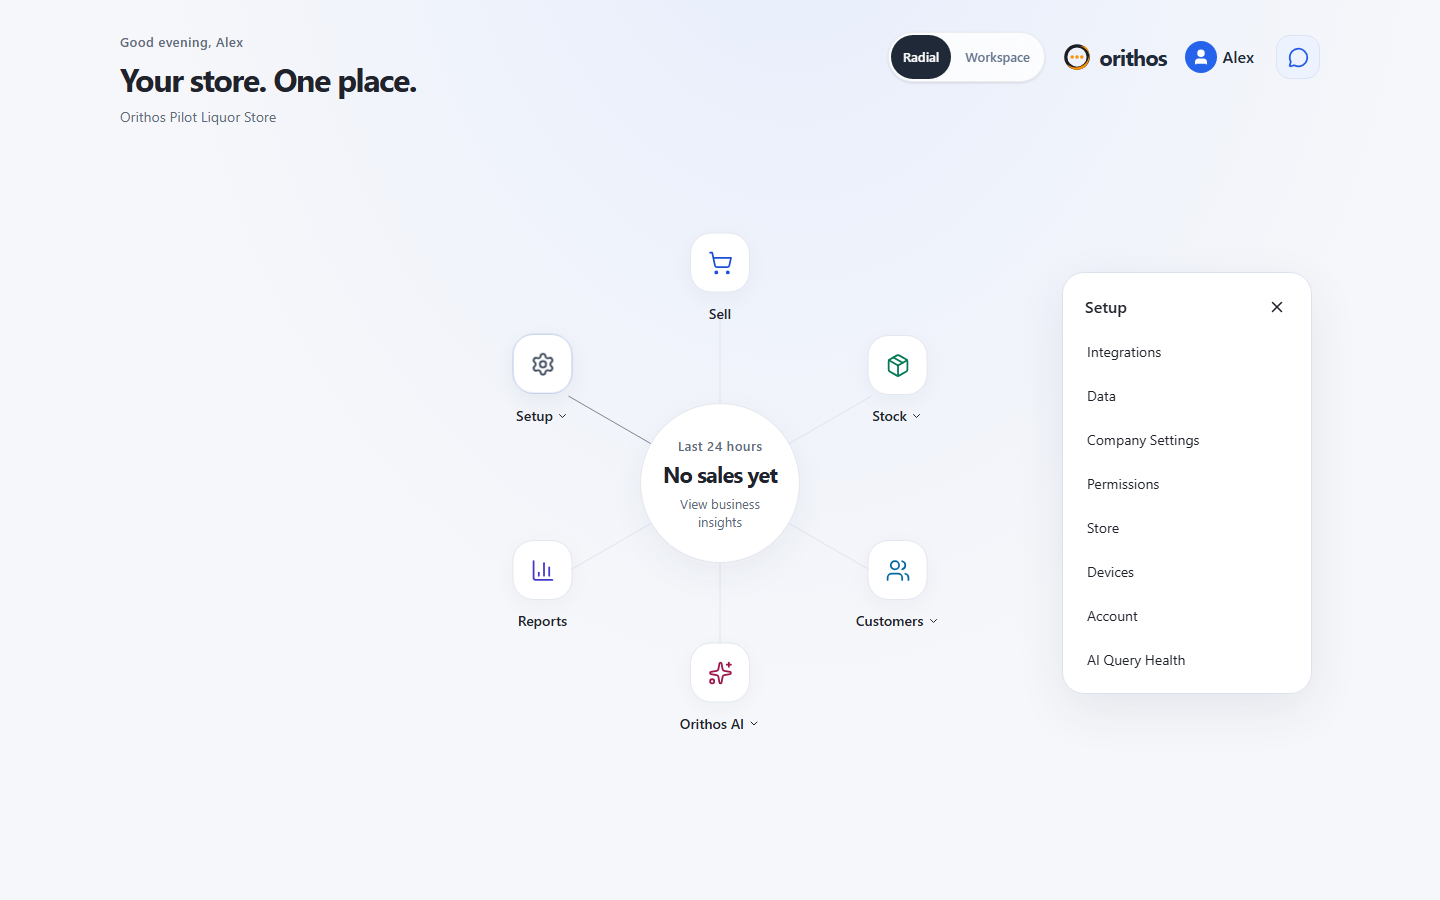 Good evening, Alex
Your store. One place.
Orithos Pilot Liquor Store
Radial
Workspace
orithos
Alex
Sell
Setup
Stock
Last 24 hours
No sales yet
View business
insights
Reports
Customers
Orithos AI
Setup
Integrations
Data
Company Settings
Permissions
Store
Devices
Account
AI Query Health